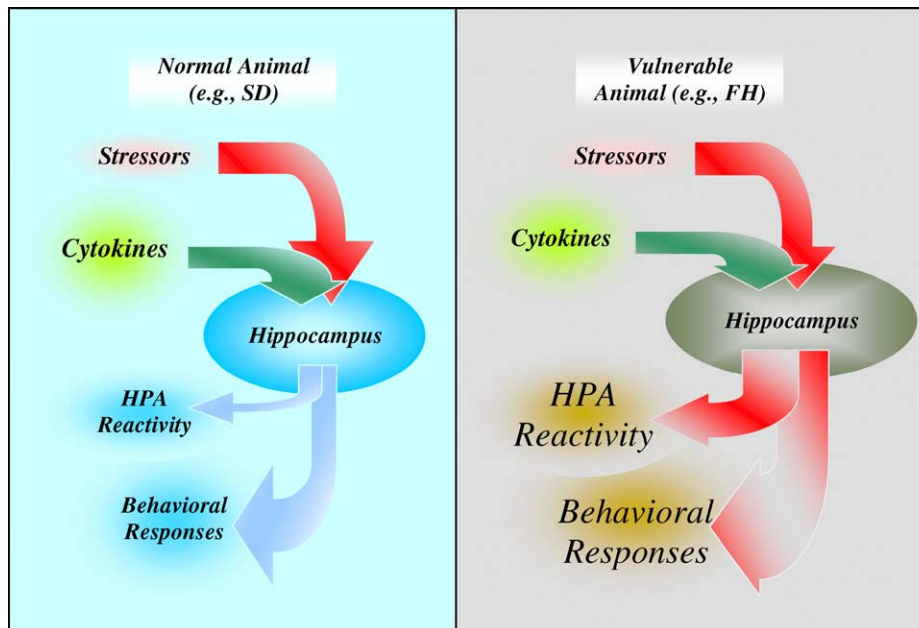 Normal Animal
(e.g., SD)
Stressors
Cytokines
Hippocampus
HPA
Reactivity
Behavioral
Responses
Vulnerable
Animal (e.g., FH)
Stressors
Cytokines
Hippocampus
HPA
Reactivity
Behavioral
Responses